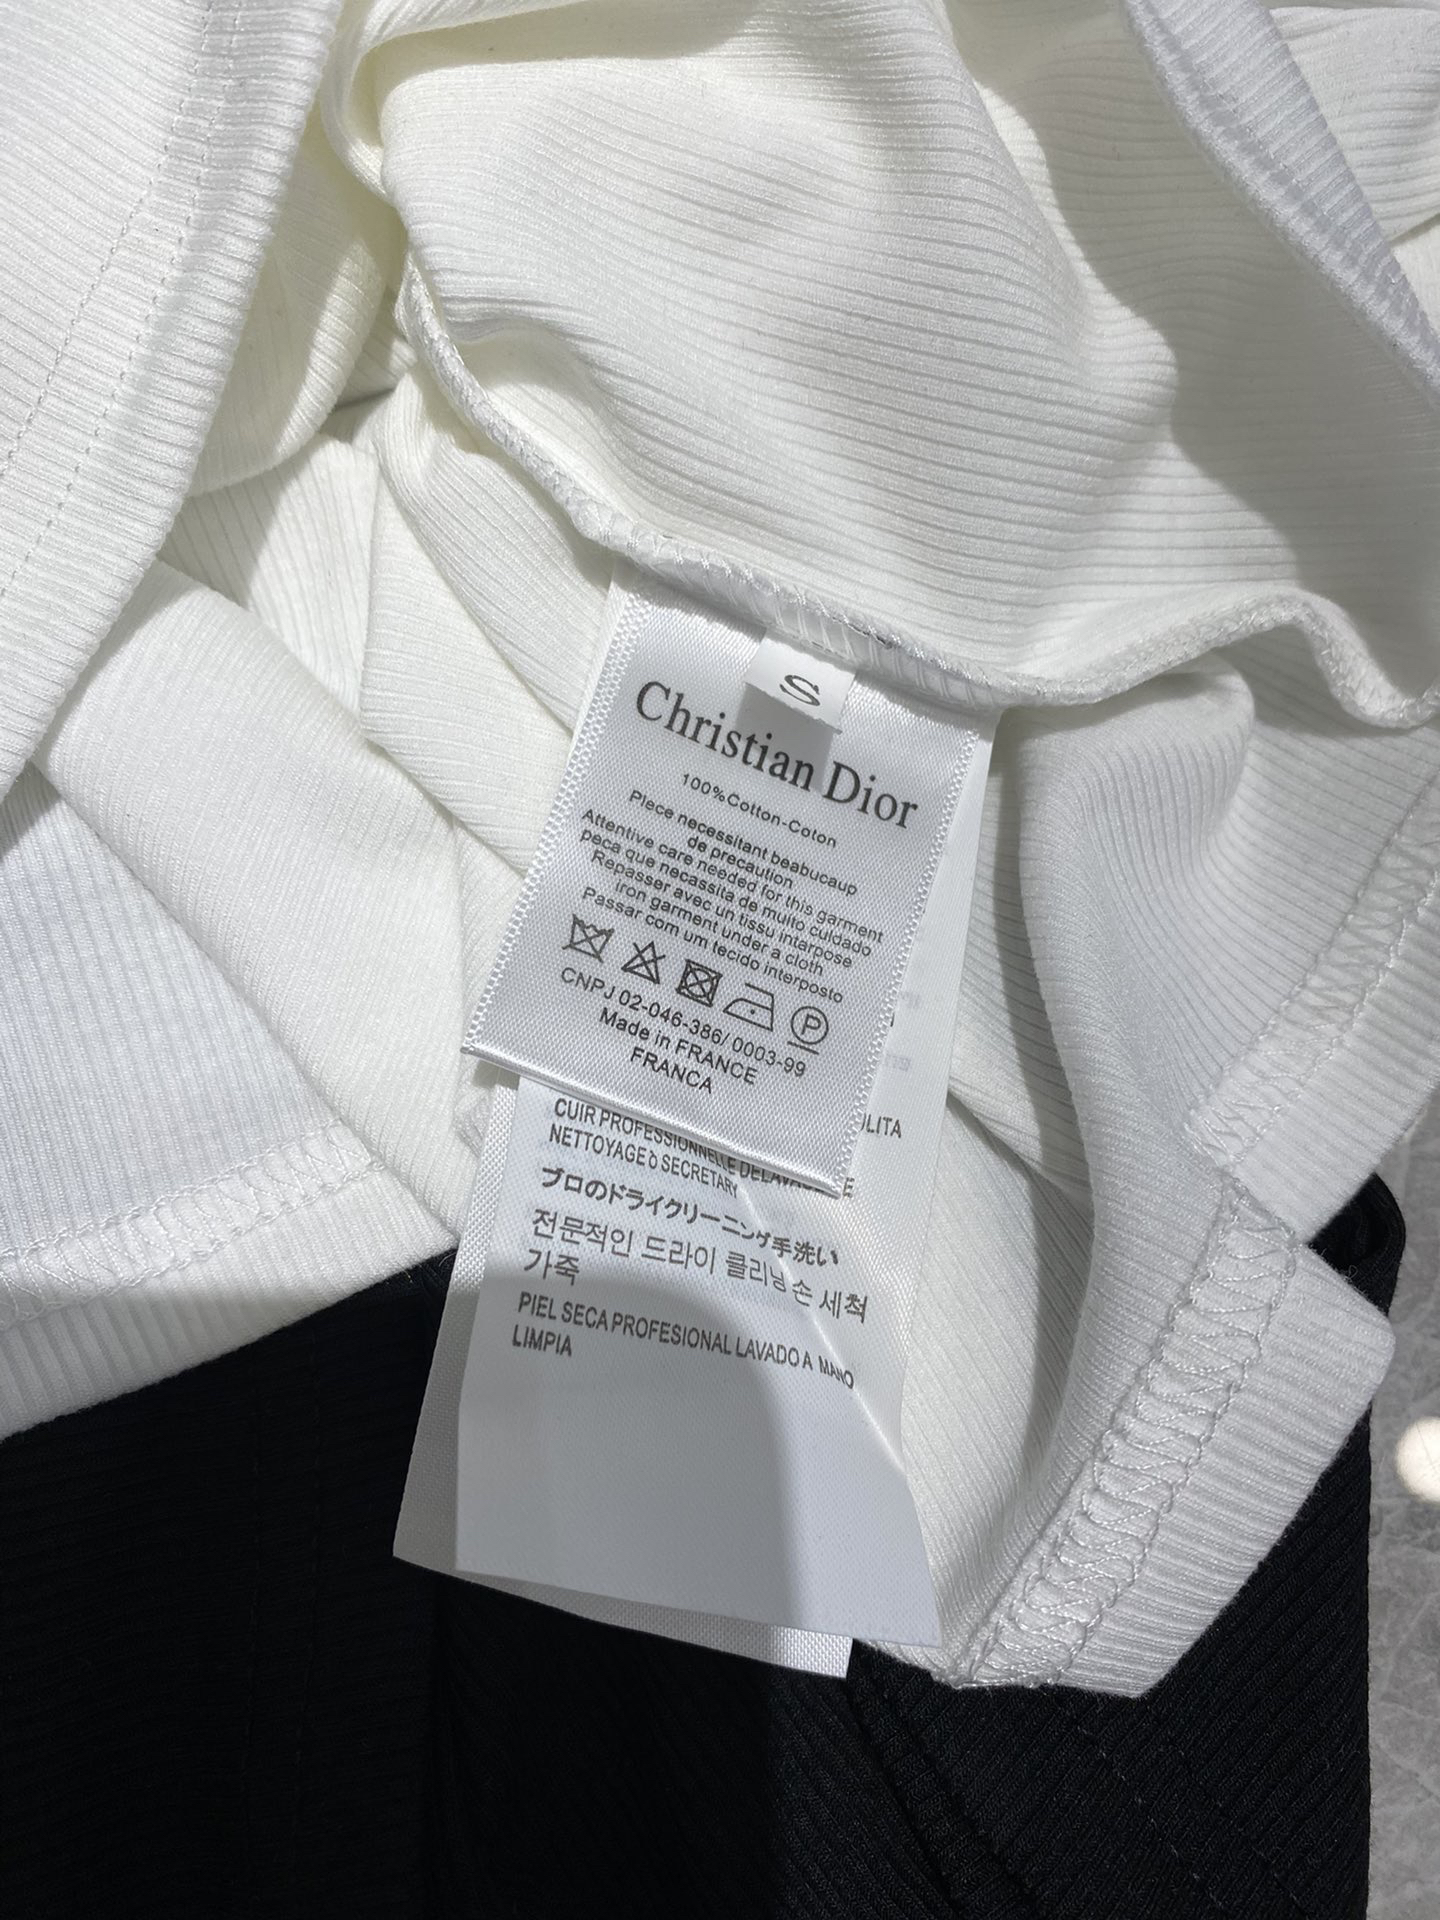 S
Christian Dior
100%Cotton-Coton
Piece necessitant beabucaup
de precaution
Attentive care needed for this garment
peca que necassita de muito cuidado
Repasser avec un tissu interpose
iron garment under a cloth
Passar com um tecido interposto
P
CNPJ 02-046-386/ 0003-99
Made in FRANCE
FRANCA
CUIR PROFESSIONNELLE
NETTOYAGE ò SECRETARY
プロのドライクリーニング手洗い
전문적인 드라이 클리닝 손 세척
가죽
PIEL SECA PROFESIONAL LAVADO A MANO
LIMPIA